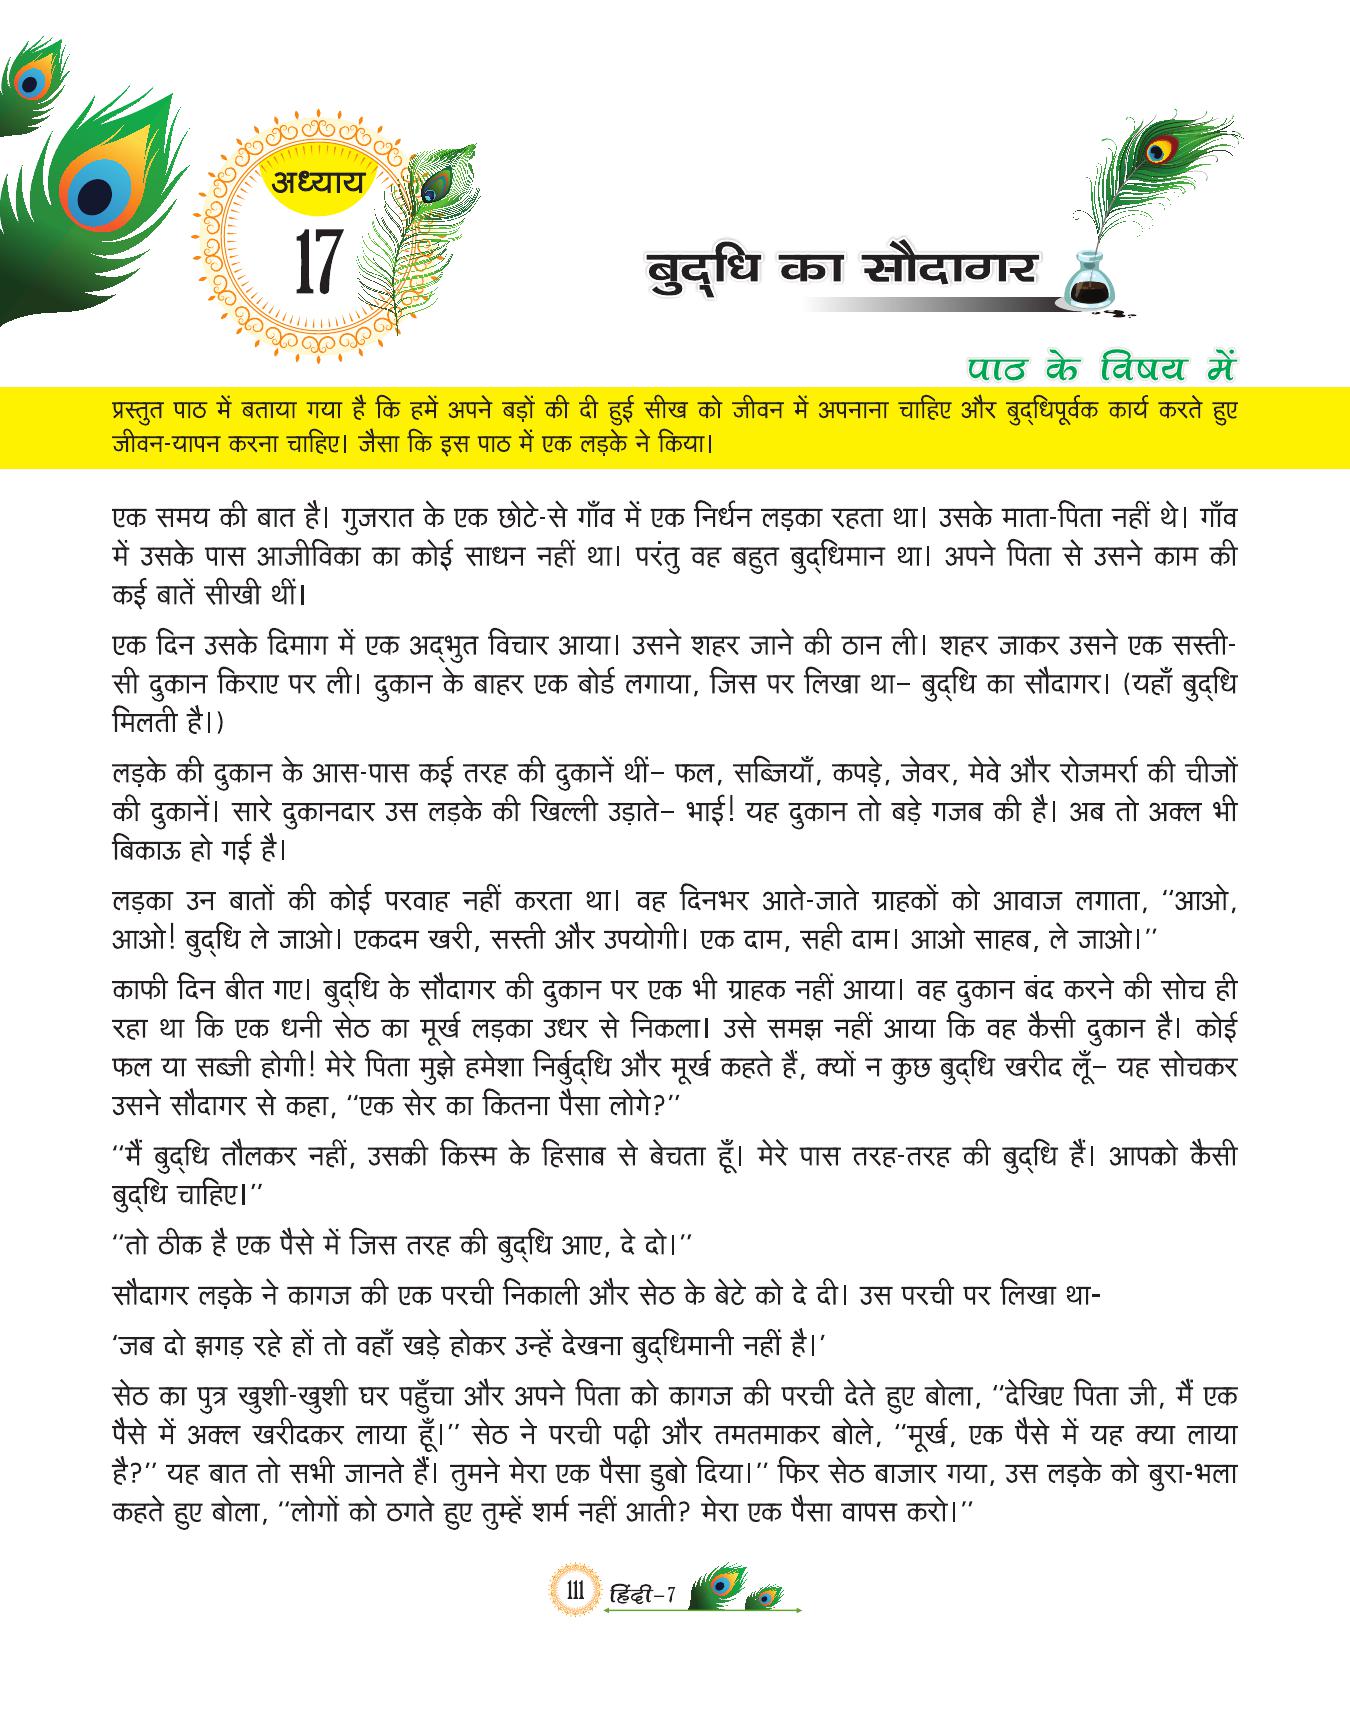 अध्याय
17
बुद्‌धि का सौदागर
पाठ के विषय में
प्रस्तुत पाठ में बताया गया है कि हमें अपने बड़ों की दी हुई सीख को जीवन में अपनाना चाहिए और बुद्‌धिपूर्वक कार्य करते हुए
जीवन-यापन करना चाहिए। जैसा कि इस पाठ में एक लड़के ने किया।
एक समय की बात है। गुजरात के एक छोटे-से गाँव में एक निर्धन लड़का रहता था। उसके माता-पिता नहीं थे। गाँव
में उसके पास आजीविका का कोई साधन नहीं था। परंतु वह बहुत बुद्‌धिमान था। अपने पिता से उसने काम की
कई बातें सीखी थीं।
एक दिन उसके दिमाग में एक अद्‌भुत विचार आया। उसने शहर जाने की ठान ली। शहर जाकर उसने एक सस्ती-
सी दुकान किराए पर ली। दुकान के बाहर एक बोर्ड लगाया, जिस पर लिखा था– बुद्‌धि का सौदागर। (यहाँ बुद्‌धि
मिलती है।)
लड़के की दुकान के आस-पास कई तरह की दुकानें थीं– फल, सब्जियाँ, कपड़े, जेवर, मेवे और रोजमर्रा की चीजों
की दुकानें। सारे दुकानदार उस लड़के की खिल्ली उड़ाते– भाई! यह दुकान तो बड़े गजब की है। अब तो अक्ल भी
बिकाऊ हो गई है।
लड़का उन बातों की कोई परवाह नहीं करता था। वह दिनभर आते-जाते ग्राहकों को आवाज लगाता, ‘‘आओ,
आओ! बुद्‌धि ले जाओ। एकदम खरी, सस्ती और उपयोगी। एक दाम, सही दाम। आओ साहब, ले जाओ।’’
काफी दिन बीत गए। बुद्‌धि के सौदागर की दुकान पर एक भी ग्राहक नहीं आया। वह दुकान बंद करने की सोच ही
रहा था कि एक धनी सेठ का मूर्ख लड़का उधर से निकला। उसे समझ नहीं आया कि वह कैसी दुकान है। कोई
फल या सब्जी होगी! मेरे पिता मुझे हमेशा निर्बुद्‌धि और मूर्ख कहते हैं, क्यों न कुछ बुद्‌धि खरीद लूँ– यह सोचकर
उसने सौदागर से कहा, ‘‘एक सेर का कितना पैसा लोगे?’’
‘‘मैं बुद्‌धि तौलकर नहीं, उसकी किस्म के हिसाब से बेचता हूँ। मेरे पास तरह-तरह की बुद्‌धि हैं। आपको कैसी
बुद्‌धि चाहिए।’’
‘‘तो ठीक है एक पैसे में जिस तरह की बुद्‌धि आए, दे दो।’’
सौदागर लड़के ने कागज की एक परची निकाली और सेठ के बेटे को दे दी। उस परची पर लिखा था-
‘जब दो झगड़ रहे हों तो वहाँ खड़े होकर उन्हें देखना बुद्‌धिमानी नहीं है।’
सेठ का पुत्र खुशी-खुशी घर पहुँचा और अपने पिता को कागज की परची देते हुए बोला, ‘‘देखिए पिता जी, मैं एक
पैसे में अक्ल खरीदकर लाया हूँ।’’ सेठ ने परची पढ़ी और तमतमाकर बोले, ‘‘मूर्ख, एक पैसे में यह क्या लाया
है?’’ यह बात तो सभी जानते हैं। तुमने मेरा एक पैसा डुबो दिया।’’ फिर सेठ बाजार गया, उस लड़के को बुरा-भला
कहते हुए बोला, ‘‘लोगों को ठगते हुए तुम्हें शर्म नहीं आती? मेरा एक पैसा वापस करो।’’
111 हिंदी–7